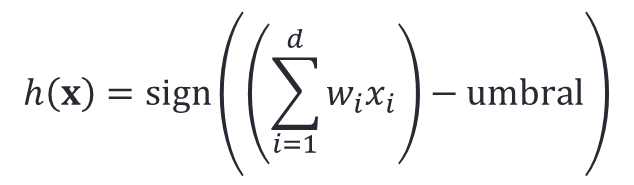 h(x) = sign((∑_{i=1}^{d} w_i x_i) − umbral)